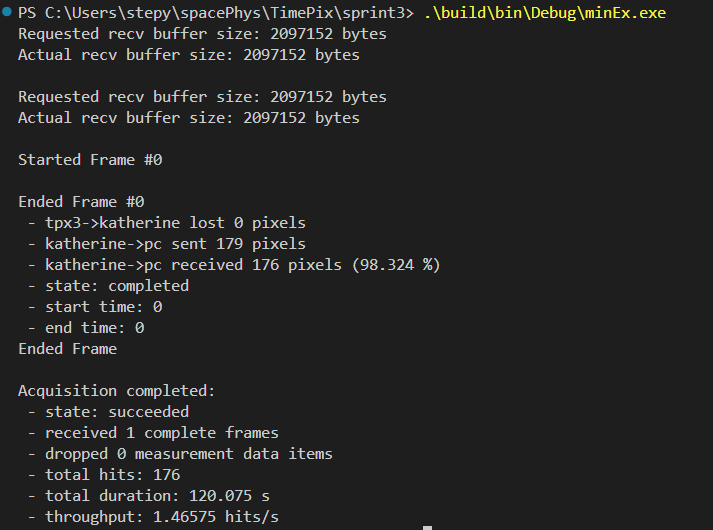 PS C:\Users\stepy\spacePhys\TimePix\sprint3> .\build\bin\Debug\minEx.exe
Requested recv buffer size: 2097152 bytes
Actual recv buffer size: 2097152 bytes
Requested recv buffer size: 2097152 bytes
Actual recv buffer size: 2097152 bytes
Started Frame #0
Ended Frame #0
- tpx3->katherine lost 0 pixels
- katherine->pc sent 179 pixels
- katherine->pc received 176 pixels (98.324 %)
- state: completed
- start time: 0
- end time: 0
Ended Frame
Acquisition completed:
- state: succeeded
- received 1 complete frames
- dropped 0 measurement data items
- total hits: 176
- total duration: 120.075 s
- throughput: 1.46575 hits/s